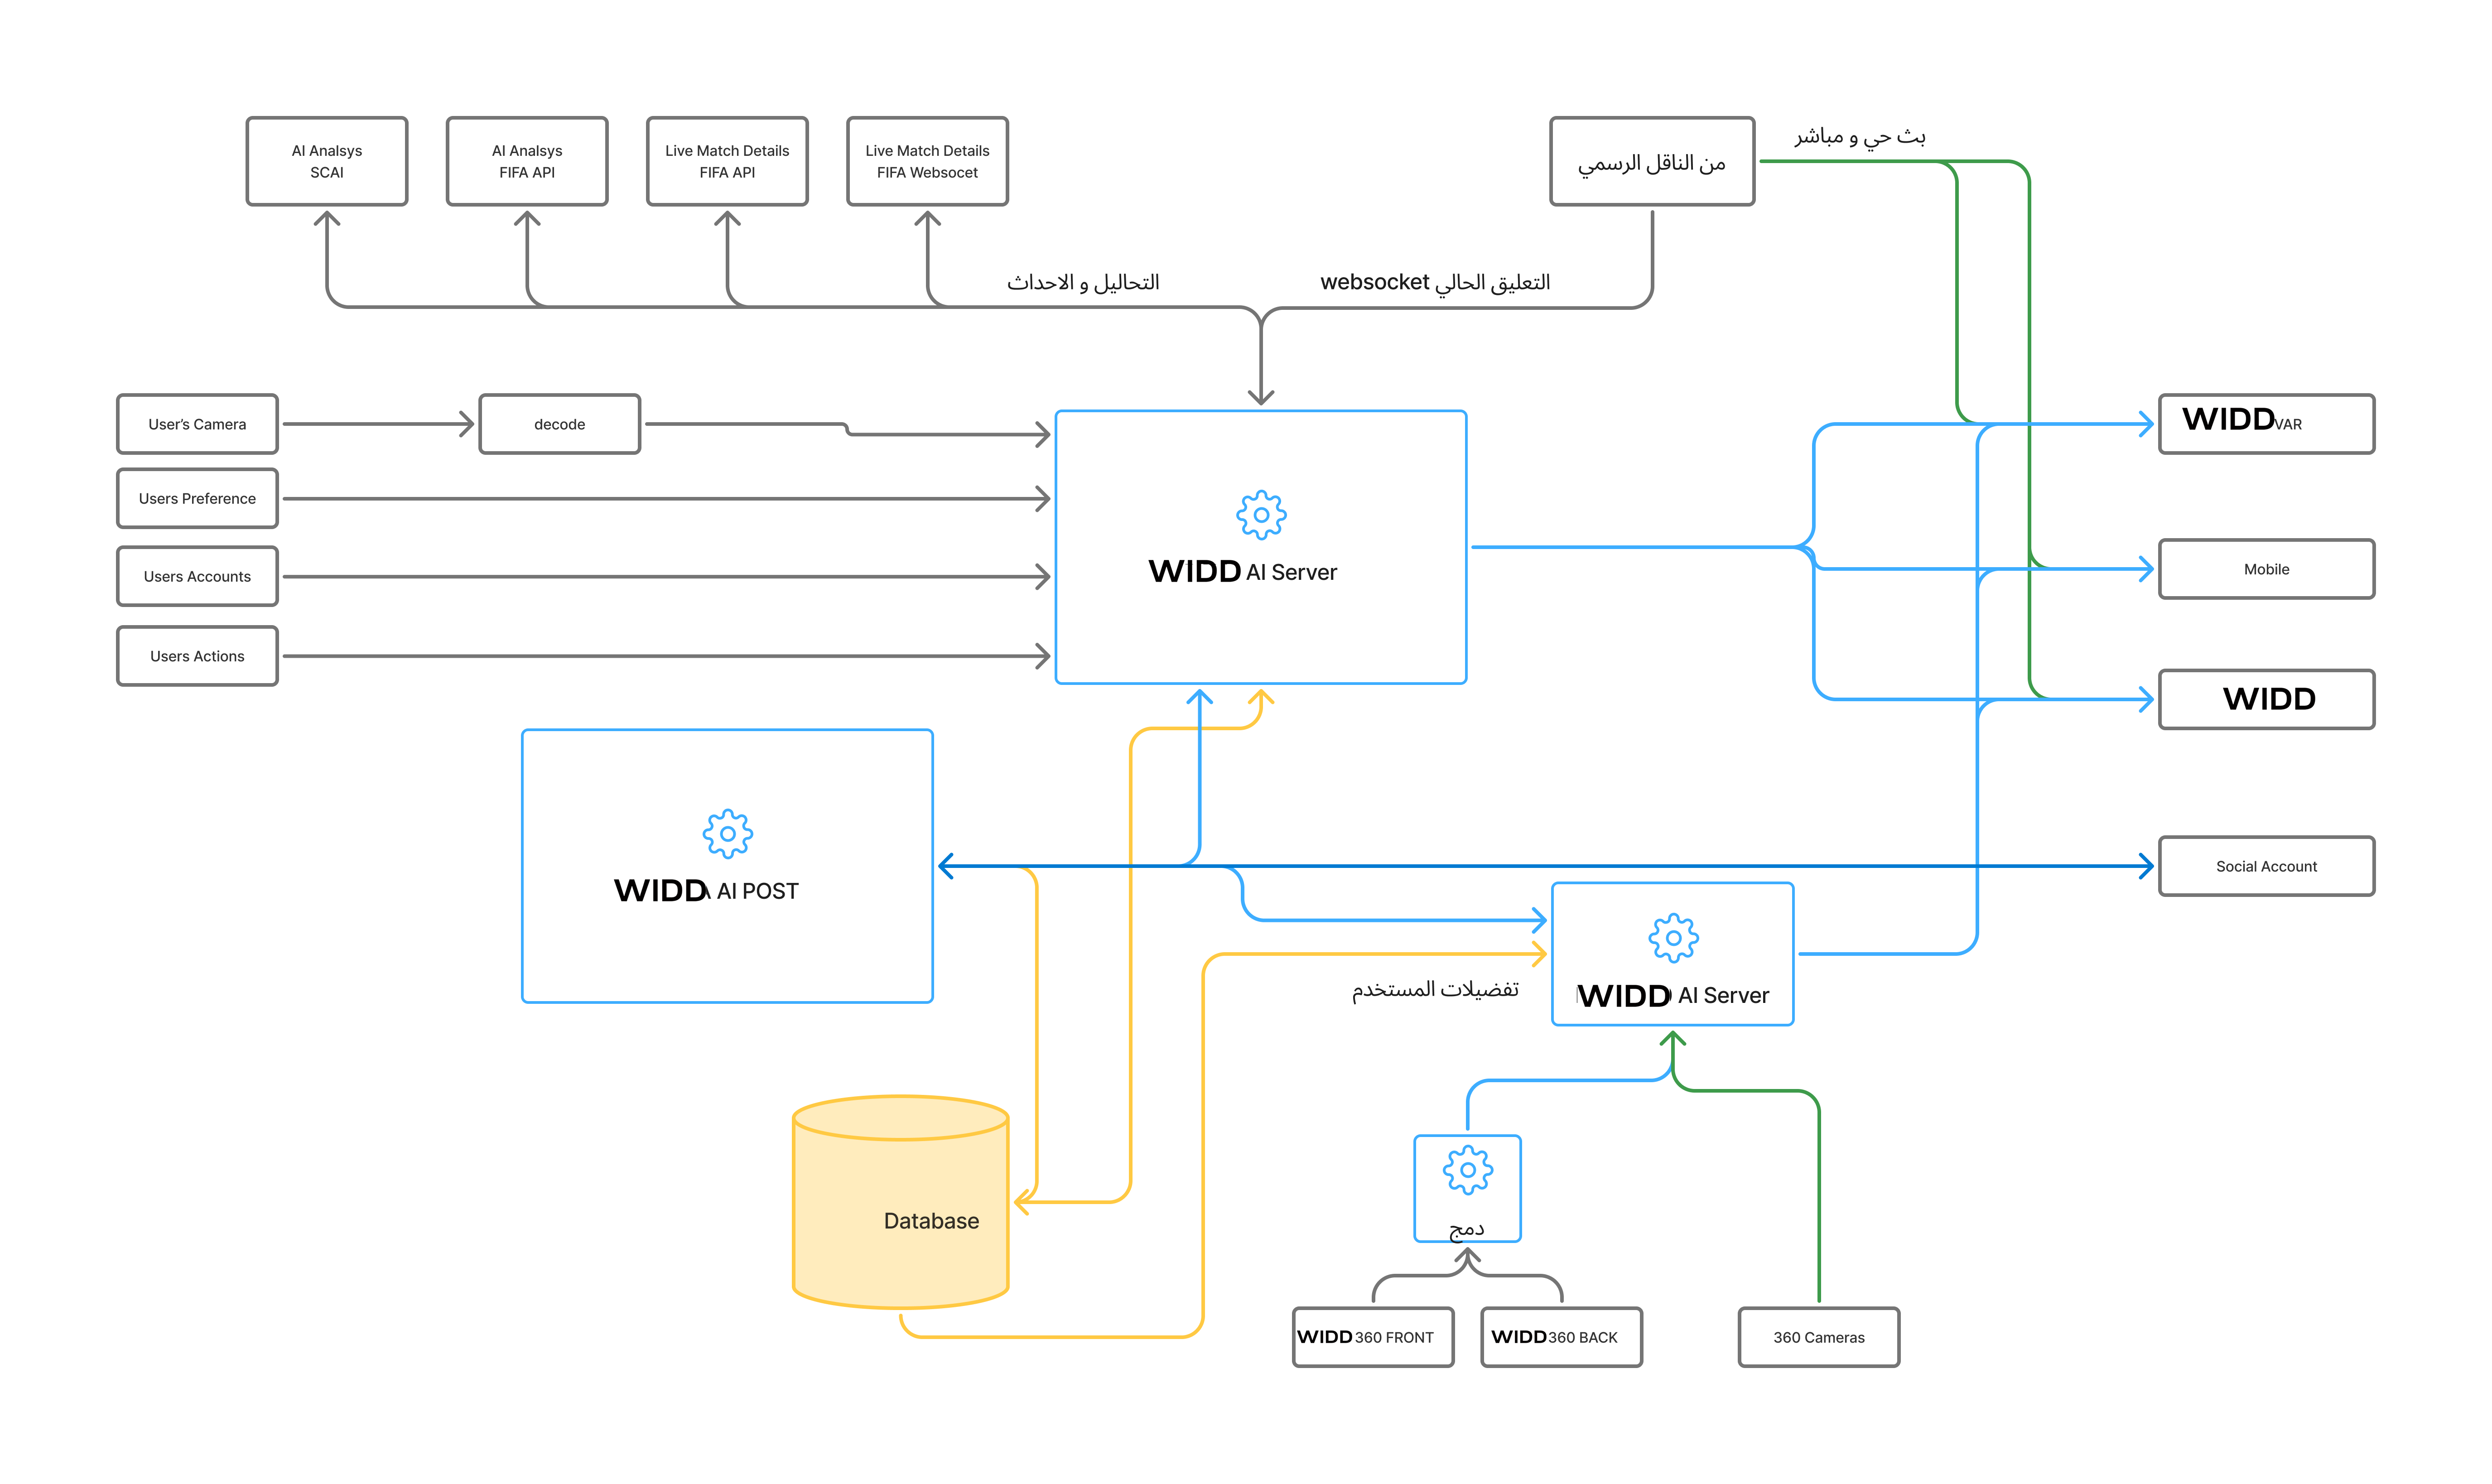 AI Analsys
SCAI
AI Analsys
FIFA API
Live Match Details
FIFA API
Live Match Details
FIFA Websocet
من الناقل الرسمي
بث حي و مباشر
التحاليل و الاحداث
التعليق الحالي websocket
User's Camera
decode
WIDD VAR
Users Preference
WIDD AI Server
Mobile
Users Accounts
Users Actions
WIDD
WIDD AI POST
Social Account
WIDD AI Server
تفضيلات المستخدم
Database
دمج
WIDD 360 FRONT
WIDD 360 BACK
360 Cameras